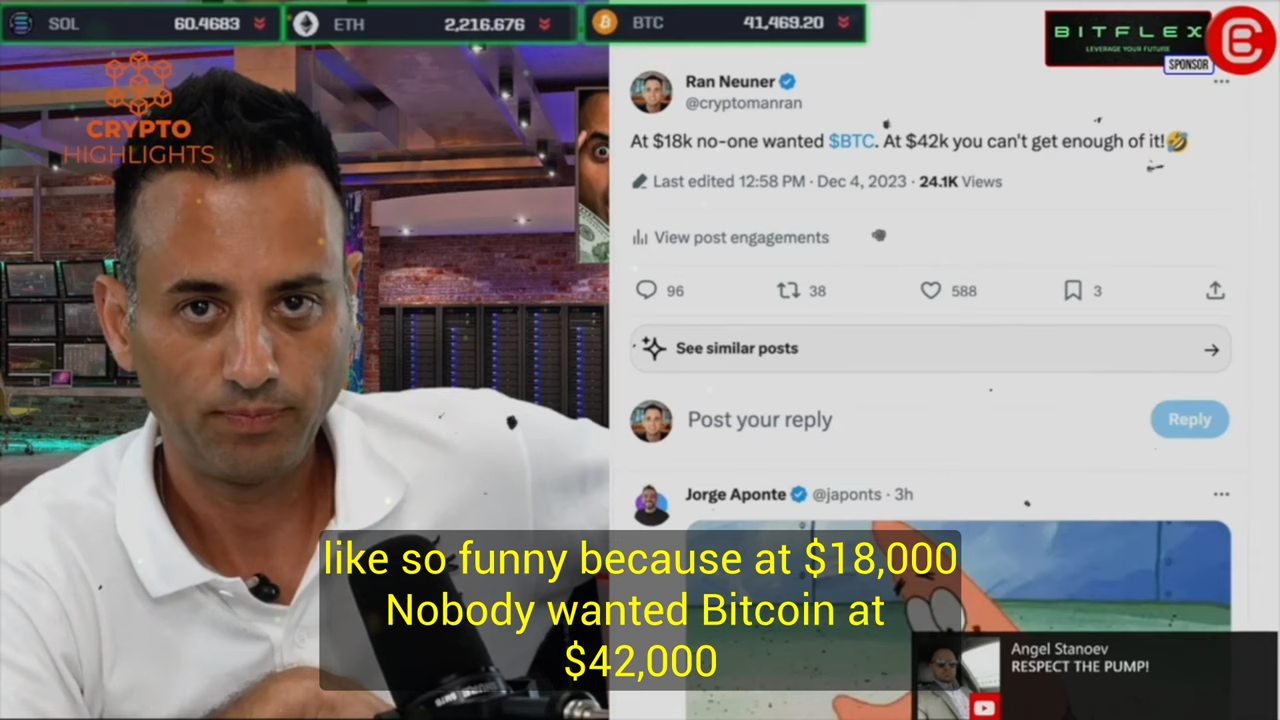 SOL 60.4683
ETH 2,216.676
BTC 41,469.20
BITFLEX
LEVERAGE YOUR FUTURE
SPONSOR
CRYPTO
HIGHLIGHTS
Ran Neuner
@cryptomanran
At $18k no-one wanted $BTC. At $42k you can't get enough of it!🤣
Last edited 12:58 PM · Dec 4, 2023 · 24.1K Views
View post engagements
96 38 588 3
See similar posts
Post your reply
Reply
Jorge Aponte @japonts · 3h
like so funny because at $18,000
Nobody wanted Bitcoin at
$42,000
Angel Stanoev
RESPECT THE PUMP!